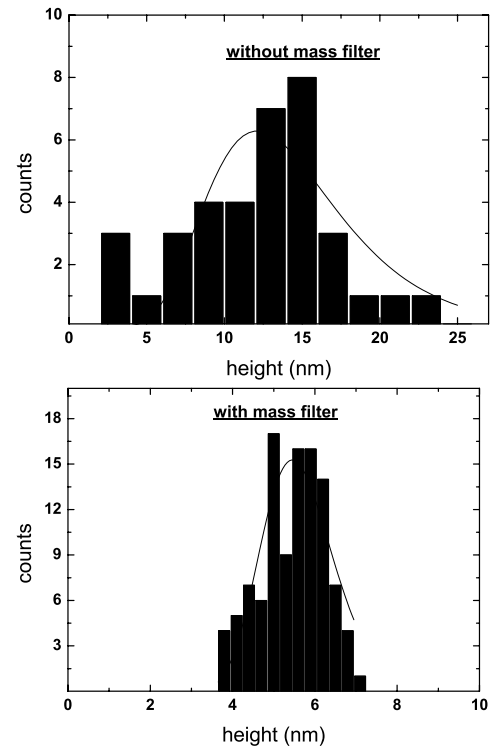 10
without mass filter
8
6
4
2
counts
0 5 10 15 20 25
height (nm)
with mass filter
18
15
12
9
6
3
counts
0 2 4 6 8 10
height (nm)